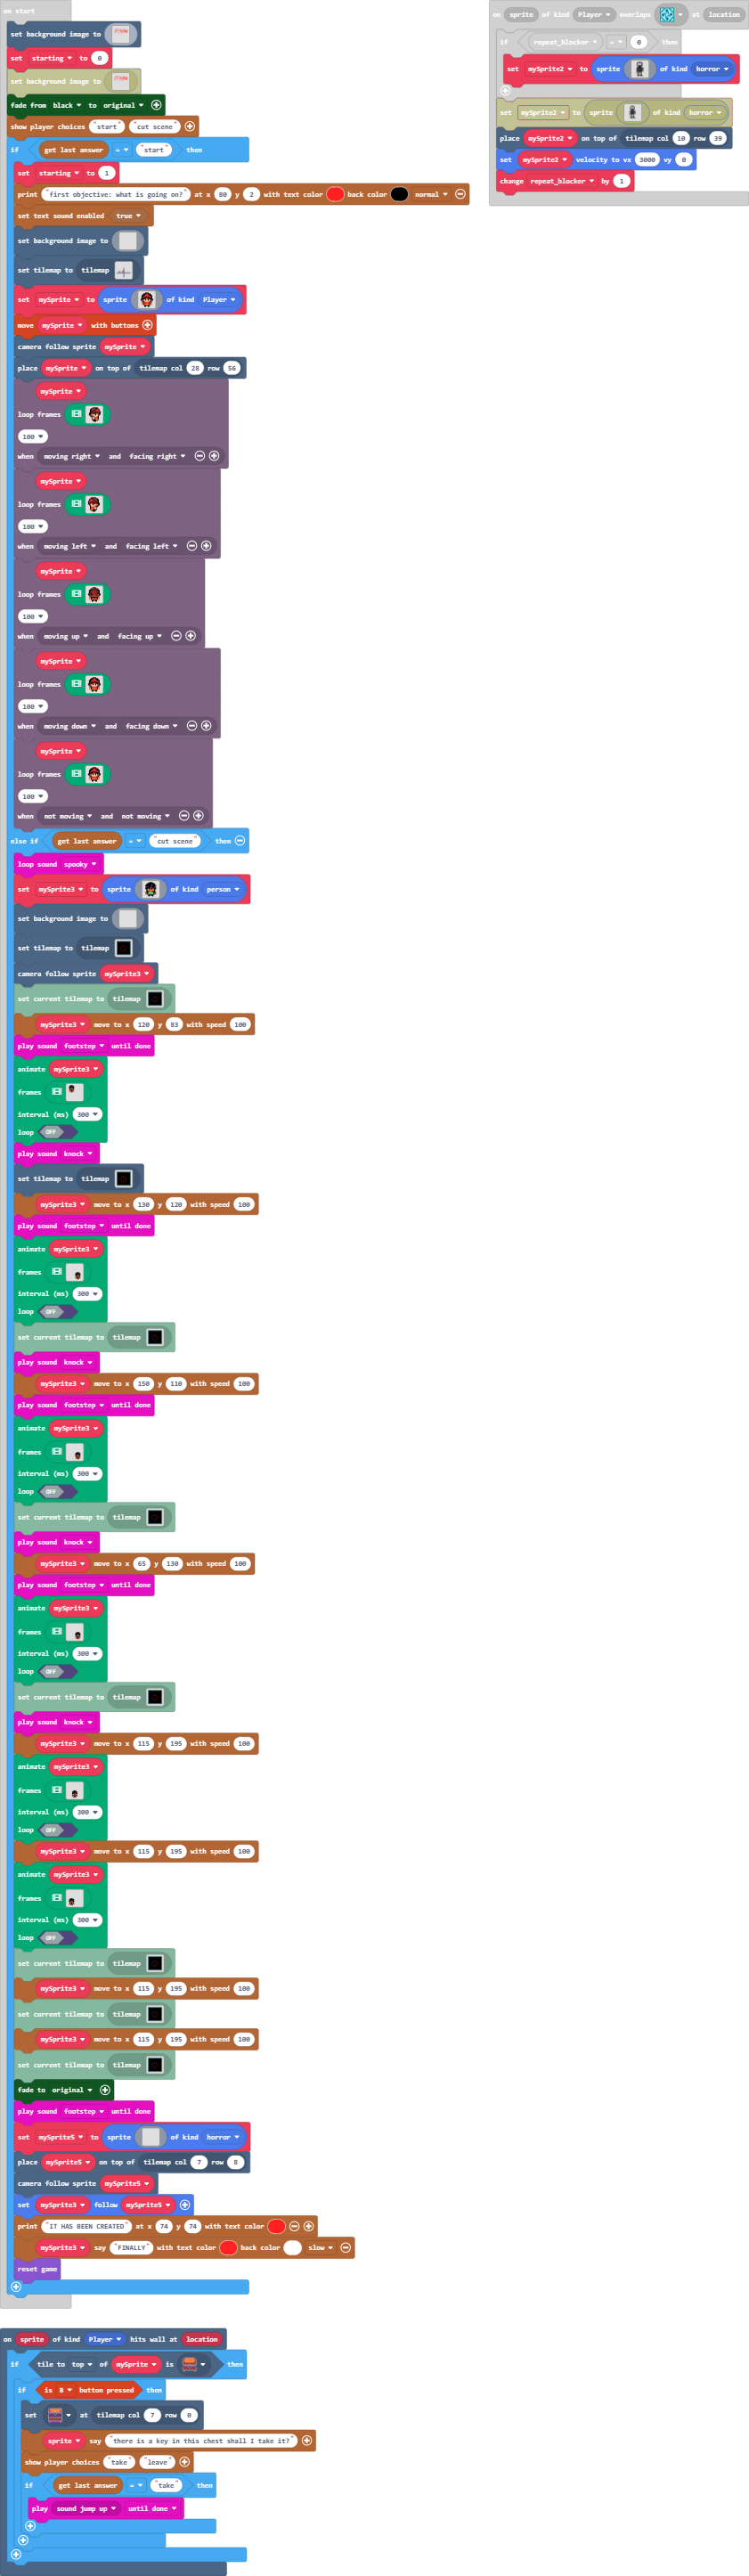 on start
set background image to
set starting to 0
set background image to
fade from black to original
show player choices "start" "cut scene"
if get last answer = "start" then
set starting to 1
print "first objective: what is going on?" at x 80 y 2 with text color back color normal
set text sound enabled true
set background image to
set tilemap to tilemap
set mySprite to sprite of kind Player
move mySprite with buttons
camera follow sprite mySprite
place mySprite on top of tilemap col 28 row 56
mySprite
loop frames
100
when moving right and facing right
mySprite
loop frames
100
when moving left and facing left
mySprite
loop frames
100
when moving up and facing up
mySprite
loop frames
100
when moving down and facing down
mySprite
loop frames
100
when not moving and not moving
else if get last answer = "cut scene" then
loop sound spooky
set mySprite3 to sprite of kind person
set background image to
set tilemap to tilemap
camera follow sprite mySprite3
set current tilemap to tilemap
mySprite3 move to x 120 y 83 with speed 100
play sound footstep until done
animate mySprite3
frames
interval (ms) 300
loop OFF
play sound knock
set tilemap to tilemap
mySprite3 move to x 130 y 120 with speed 100
play sound footstep until done
animate mySprite3
frames
interval (ms) 300
loop OFF
set current tilemap to tilemap
play sound knock
mySprite3 move to x 150 y 110 with speed 100
play sound footstep until done
animate mySprite3
frames
interval (ms) 300
loop OFF
set current tilemap to tilemap
play sound knock
mySprite3 move to x 65 y 130 with speed 100
play sound footstep until done
animate mySprite3
frames
interval (ms) 300
loop OFF
set current tilemap to tilemap
play sound knock
mySprite3 move to x 115 y 195 with speed 100
animate mySprite3
frames
interval (ms) 300
loop OFF
mySprite3 move to x 115 y 195 with speed 100
animate mySprite3
frames
interval (ms) 300
loop OFF
set current tilemap to tilemap
mySprite3 move to x 115 y 195 with speed 100
set current tilemap to tilemap
mySprite3 move to x 115 y 195 with speed 100
set current tilemap to tilemap
fade to original
play sound footstep until done
set mySprite5 to sprite of kind horror
place mySprite5 on top of tilemap col 7 row 8
camera follow sprite mySprite5
set mySprite3 follow mySprite5
print "IT HAS BEEN CREATED" at x 74 y 74 with text color
mySprite3 say "FINALLY" with text color back color slow
reset game
on sprite of kind Player hits wall at location
if tile to top of mySprite is then
if is B button pressed then
set at tilemap col 7 row 0
sprite say "there is a key in this chest shall I take it?"
show player choices "take" "leave"
if get last answer = "take" then
play sound jump up until done
on sprite of kind Player overlaps at location
if repeat_blocker = 0 then
set mySprite2 to sprite of kind horror
set mySprite2 to sprite of kind horror
place mySprite2 on top of tilemap col 10 row 39
set mySprite2 velocity to vx 3000 vy 0
change repeat_blocker by 1